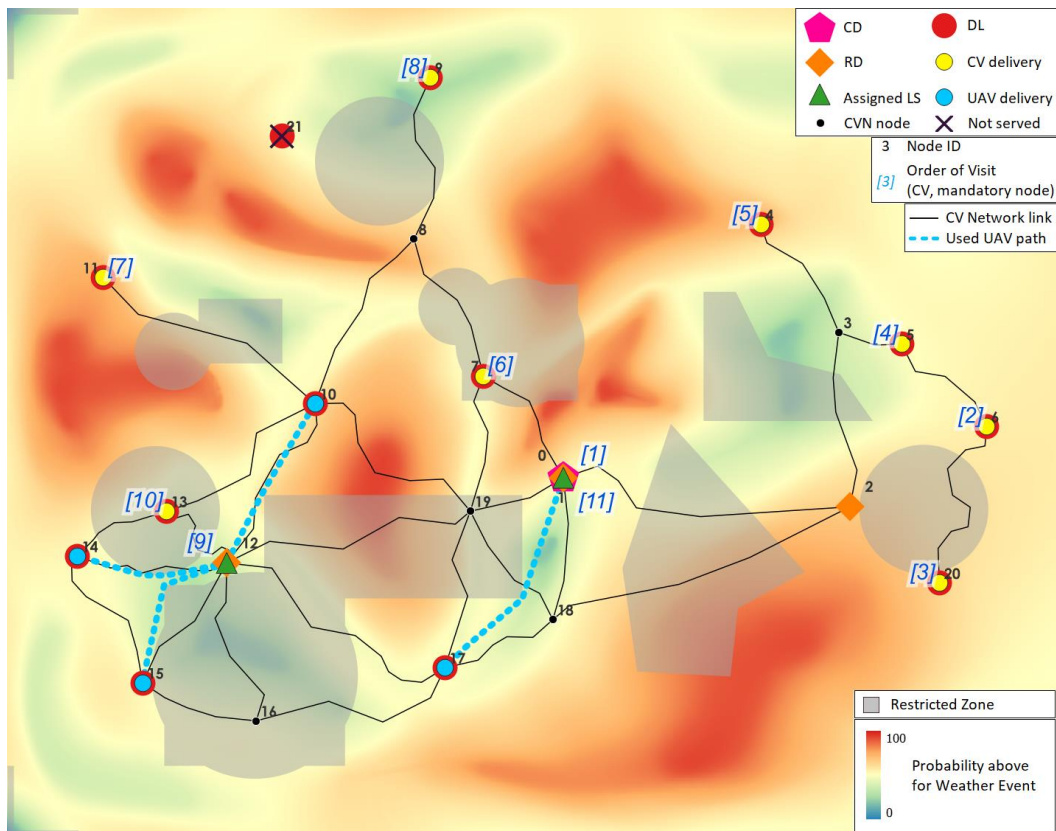 CD
DL
RD
CV delivery
Assigned LS
UAV delivery
CVN node
Not served
3 Node ID
[3] Order of Visit
(CV, mandatory node)
CV Network link
Used UAV path
[8] 9
21
[5] 4
8
11 [7]
3
[4] 5
7 [6]
10
[2] 6
0 [1]
1 [11]
[10] 13
19
2
[9] 12
14
[3] 20
18
17
15
16
Restricted Zone
100
Probability above
for Weather Event
0